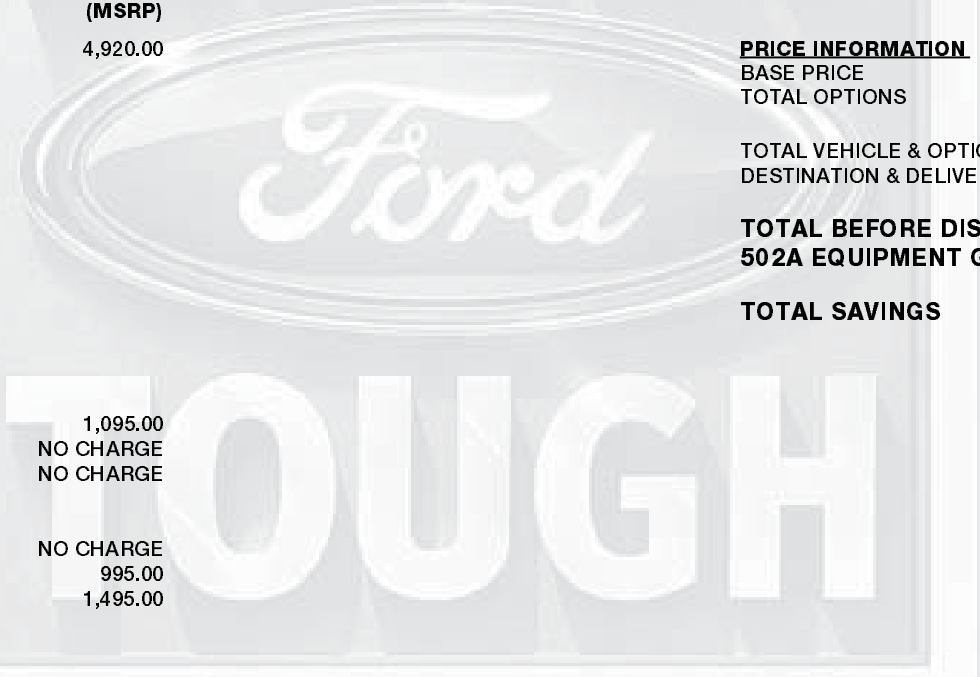 (MSRP)
4,920.00
1,095.00
NO CHARGE
NO CHARGE
NO CHARGE
995.00
1,495.00
PRICE INFORMATION
BASE PRICE
TOTAL OPTIONS
TOTAL VEHICLE & OPTIO
DESTINATION & DELIVE
TOTAL BEFORE DIS
502A EQUIPMENT G
TOTAL SAVINGS
Ford
TOUGH